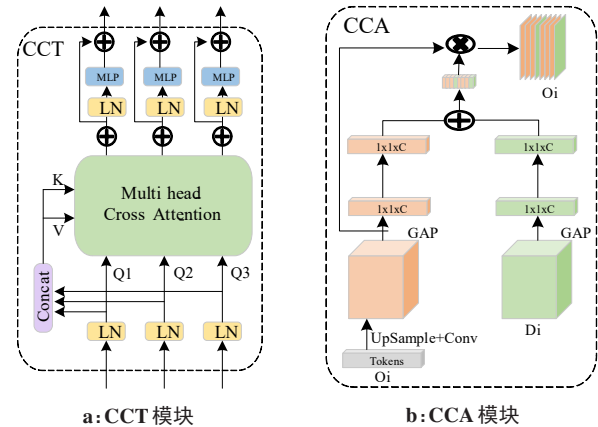 CCT
MLP
MLP
MLP
LN
LN
LN
K
V
Multi head
Cross Attention
Q1
Q2
Q3
Concat
LN
LN
LN
a:CCT 模块
CCA
Oi
1x1xC
1x1xC
1x1xC
1x1xC
GAP
GAP
Di
UpSample+Conv
Tokens
Oi
b:CCA 模块